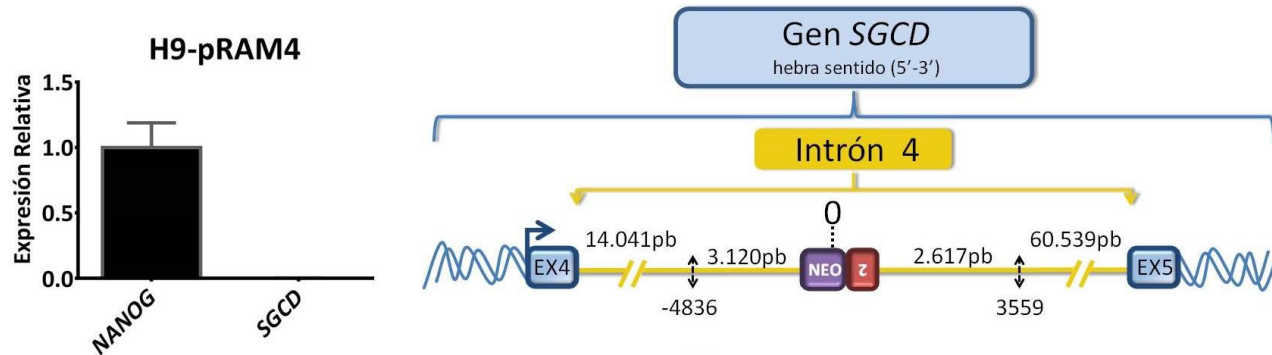 H9-pRAM4
Expresión Relativa
1.5
1.0
0.5
0.0
NANOG
SGCD
Gen SGCD
hebra sentido (5′-3′)
Intrón 4
0
14.041pb
3.120pb
2.617pb
60.539pb
EX4
NEO
2
EX5
-4836
3559